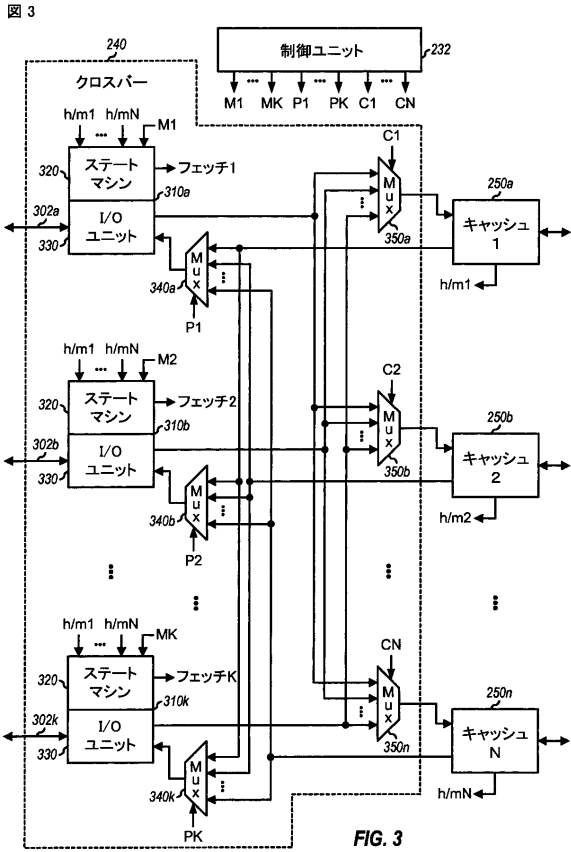 図 3
240
制御ユニット
232
クロスバー
M1 ••• MK P1 ••• PK C1 ••• CN
h/m1 ••• h/mN M1
320
ステート
マシン
フェッチ1
310a
302a
I/O
ユニット
330
Mux
340a
P1
C1
Mux
350a
250a
キャッシュ
1
h/m1
h/m1 ••• h/mN M2
320
ステート
マシン
フェッチ2
310b
302b
I/O
ユニット
330
Mux
340b
P2
C2
Mux
350b
250b
キャッシュ
2
h/m2
h/m1 ••• h/mN MK
320
ステート
マシン
フェッチK
310k
302k
I/O
ユニット
330
Mux
340k
PK
CN
Mux
350n
250n
キャッシュ
N
h/mN
FIG. 3